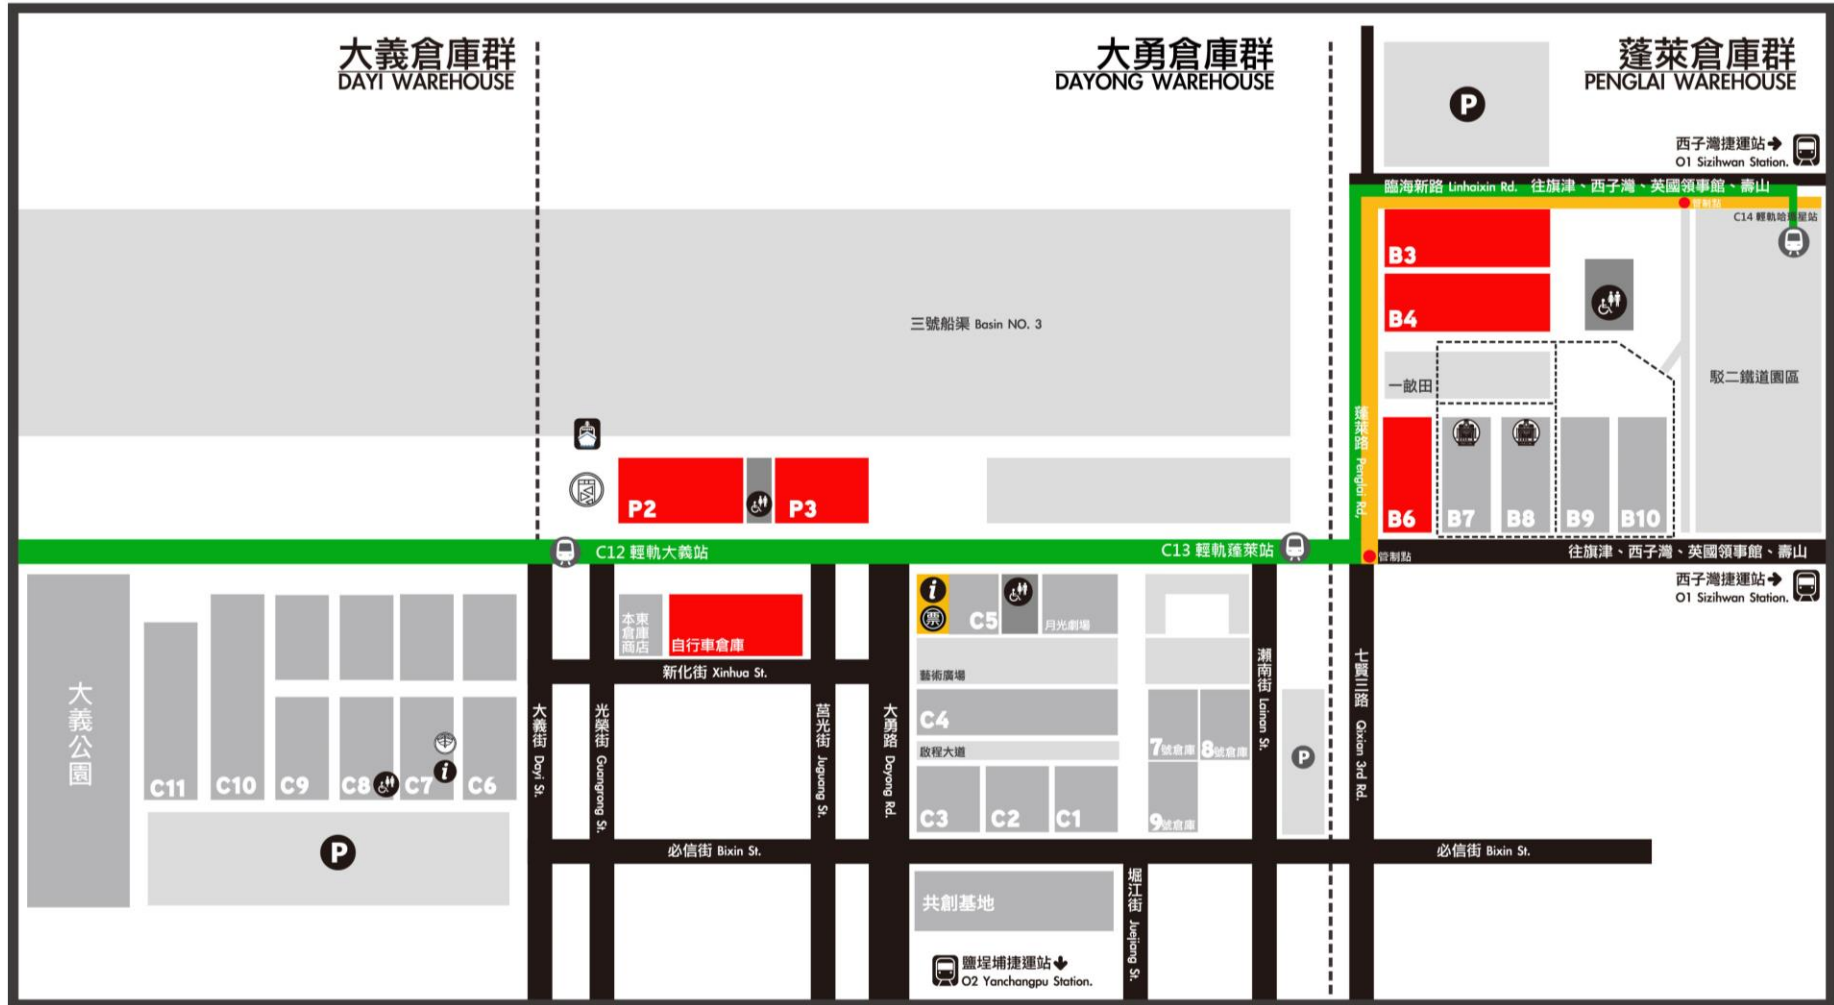 大義倉庫群
DAYI WAREHOUSE
大勇倉庫群
DAYONG WAREHOUSE
蓬萊倉庫群
PENGLAI WAREHOUSE
P
西子灣捷運站
O1 Sizihwan Station.
臨海新路 Linhaixin Rd. 往旗津、西子灣、英國領事館、壽山
管制點
C14 輕軌哈瑪星站
B3
B4
三號船渠 Basin NO. 3
一畝田
駁二鐵道園區
蓬萊路 Penglai Rd.
P2
P3
B6
B7
B8
B9
B10
C12 輕軌大義站
C13 輕軌蓬萊站
管制點
往旗津、西子灣、英國領事館、壽山
西子灣捷運站
O1 Sizihwan Station.
大義公園
C11
C10
C9
C8
C7
i
C6
P
本東倉庫商店
自行車倉庫
新化街 Xinhua St.
大義街 Dayi St.
光榮街 Guangrong St.
莒光街 Juguang St.
大勇路 Dayong Rd.
i
票
C5
月光劇場
藝術廣場
C4
啟程大道
C3
C2
C1
7號倉庫
8號倉庫
9號倉庫
瀨南街 Lainan St.
P
七賢三路 Qixian 3rd Rd.
必信街 Bixin St.
必信街 Bixin St.
共創基地
堀江街 Juejiang St.
鹽埕埔捷運站
O2 Yanchangpu Station.